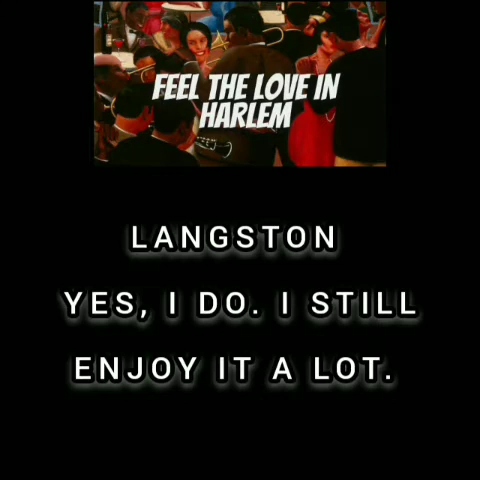 FEEL THE LOVE IN
HARLEM
LANGSTON
YES, I DO. I STILL
ENJOY IT A LOT.